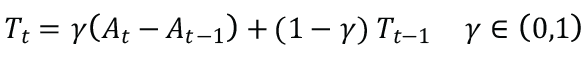 T_t = γ(A_t − A_{t−1}) + (1 − γ) T_{t−1}   γ ∈ (0,1)